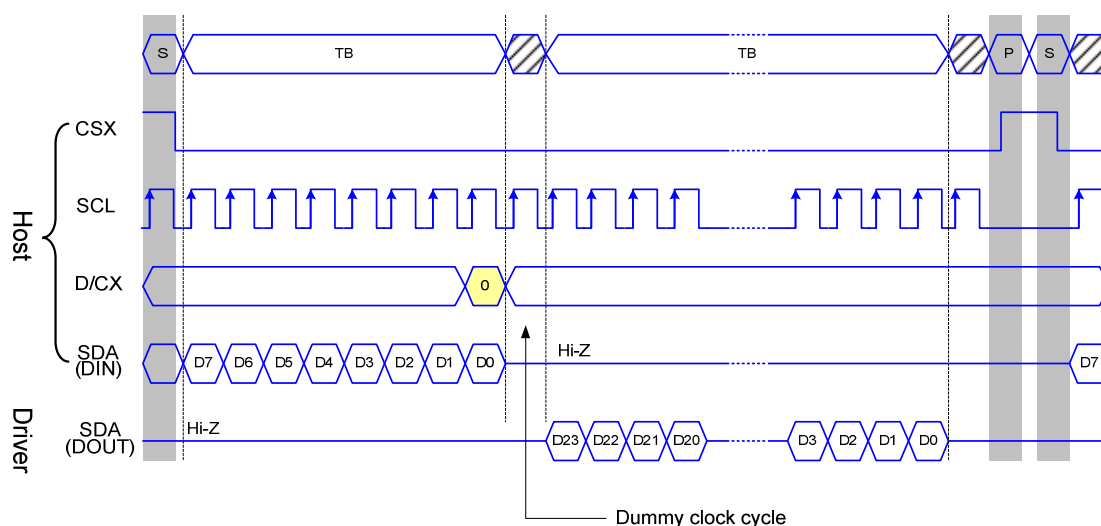 S TB TB P S
CSX
SCL
Host
D/CX 0
SDA
(DIN) D7 D6 D5 D4 D3 D2 D1 D0 Hi-Z D7
Driver
SDA
(DOUT) Hi-Z D23 D22 D21 D20 D3 D2 D1 D0
Dummy clock cycle